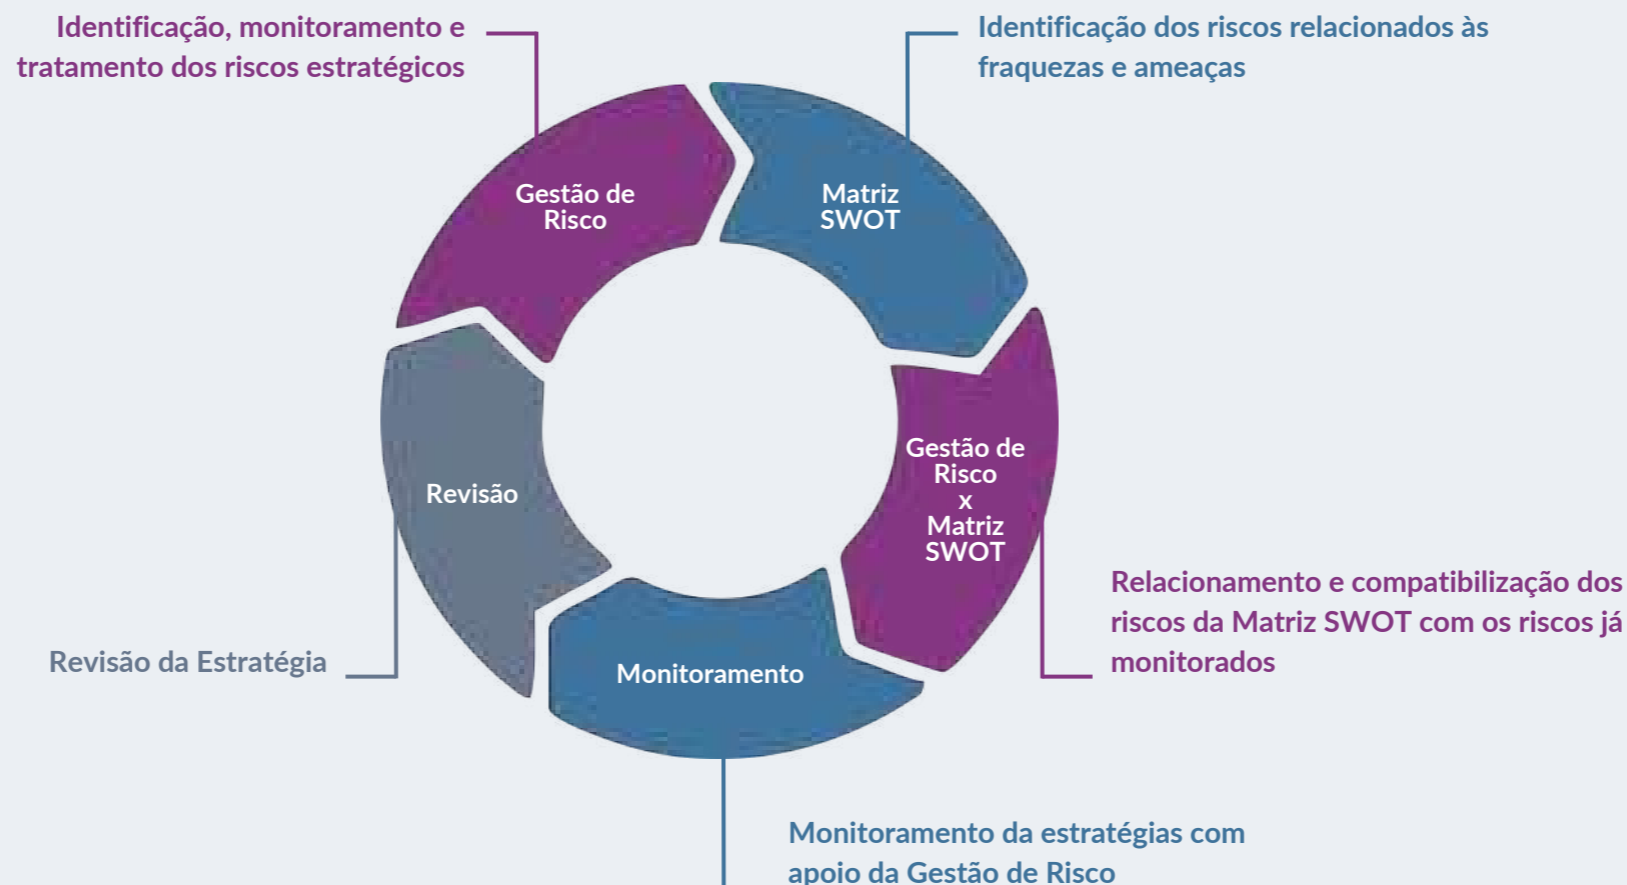 Identificação, monitoramento e
tratamento dos riscos estratégicos
Identificação dos riscos relacionados às
fraquezas e ameaças
Gestão de
Risco
Matriz
SWOT
Gestão de
Risco
x
Matriz
SWOT
Revisão
Relacionamento e compatibilização dos
riscos da Matriz SWOT com os riscos já
monitorados
Revisão da Estratégia
Monitoramento
Monitoramento da estratégias com
apoio da Gestão de Risco